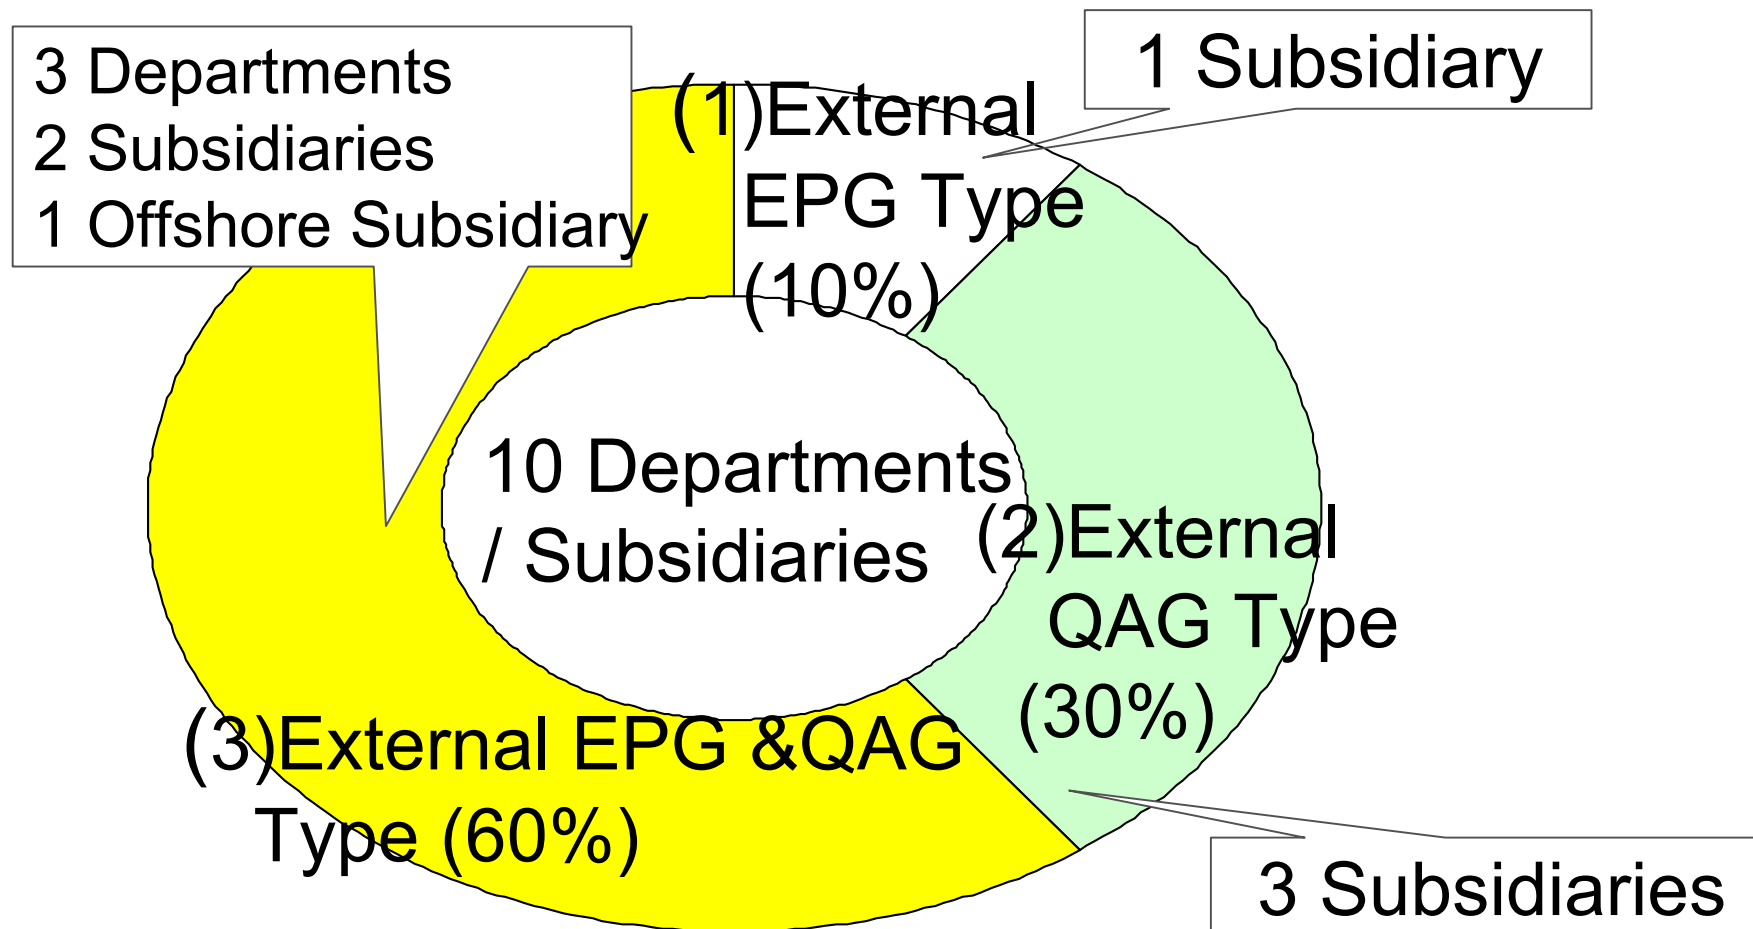 3 Departments
2 Subsidiaries
1 Offshore Subsidiary
1 Subsidiary
(1)External
EPG Type
(10%)
10 Departments
/ Subsidiaries
(2)External
QAG Type
(30%)
(3)External EPG &QAG
Type (60%)
3 Subsidiaries